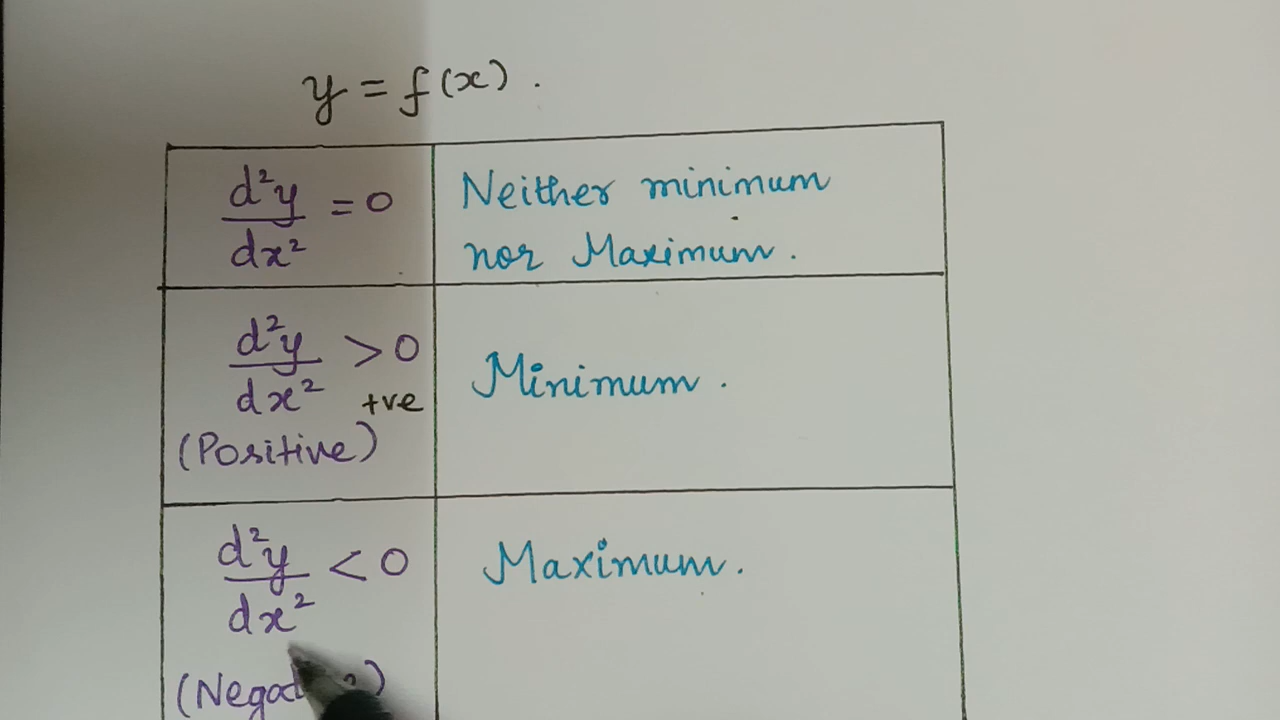 y = f(x).
d²y/dx² = 0
Neither minimum
nor Maximum.
d²y/dx² > 0
+ve
(Positive)
Minimum.
d²y/dx² < 0
Maximum.